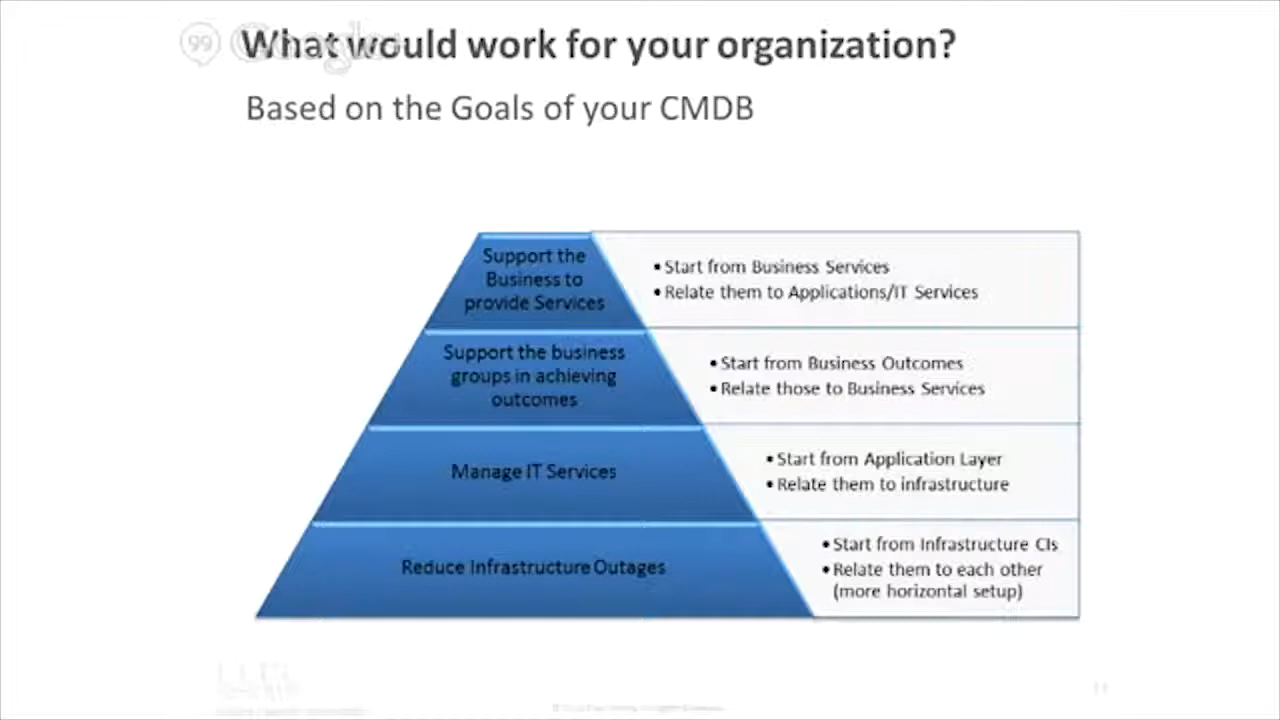 What would work for your organization?
Based on the Goals of your CMDB
Support the
Business to
provide Services
• Start from Business Services
• Relate them to Applications/IT Services
Support the business
groups in achieving
outcomes
• Start from Business Outcomes
• Relate those to Business Services
Manage IT Services
• Start from Application Layer
• Relate them to infrastructure
Reduce Infrastructure Outages
• Start from Infrastructure CIs
• Relate them to each other
(more horizontal setup)
Google+